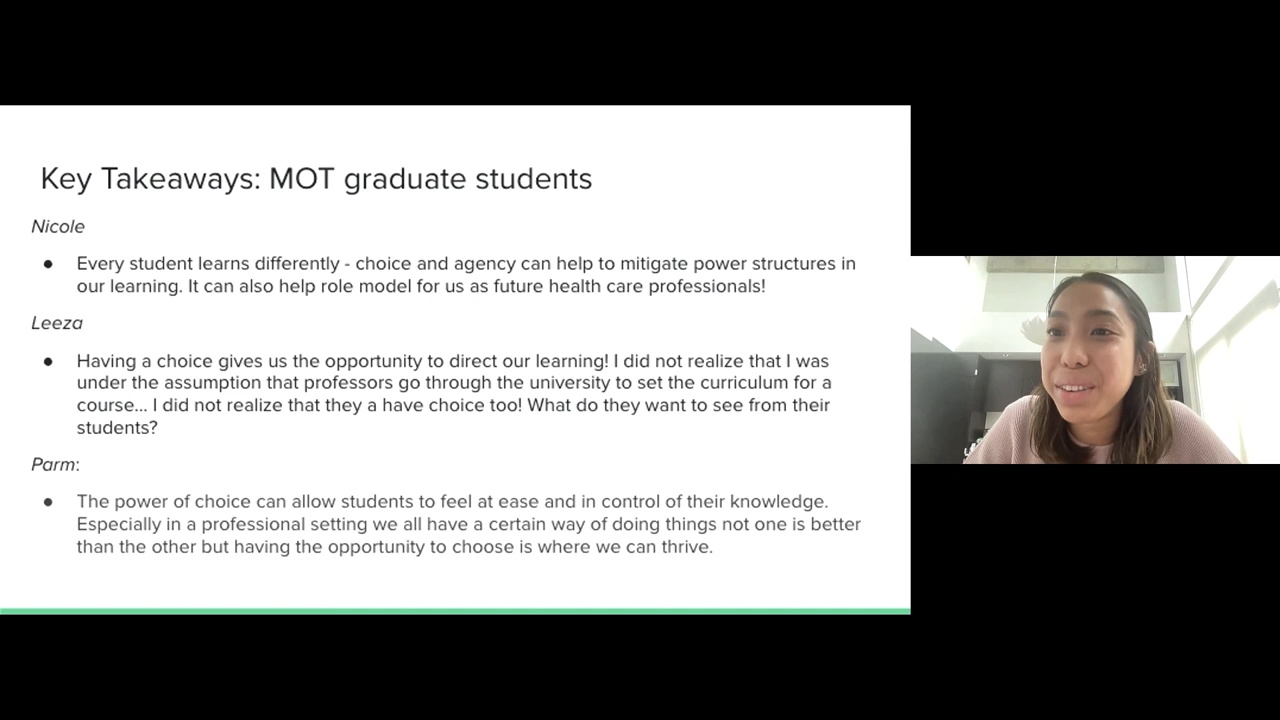 Key Takeaways: MOT graduate students
Nicole
● Every student learns differently - choice and agency can help to mitigate power structures in
our learning. It can also help role model for us as future health care professionals!
Leeza
● Having a choice gives us the opportunity to direct our learning! I did not realize that I was
under the assumption that professors go through the university to set the curriculum for a
course... I did not realize that they a have choice too! What do they want to see from their
students?
Parm:
● The power of choice can allow students to feel at ease and in control of their knowledge.
Especially in a professional setting we all have a certain way of doing things not one is better
than the other but having the opportunity to choose is where we can thrive.